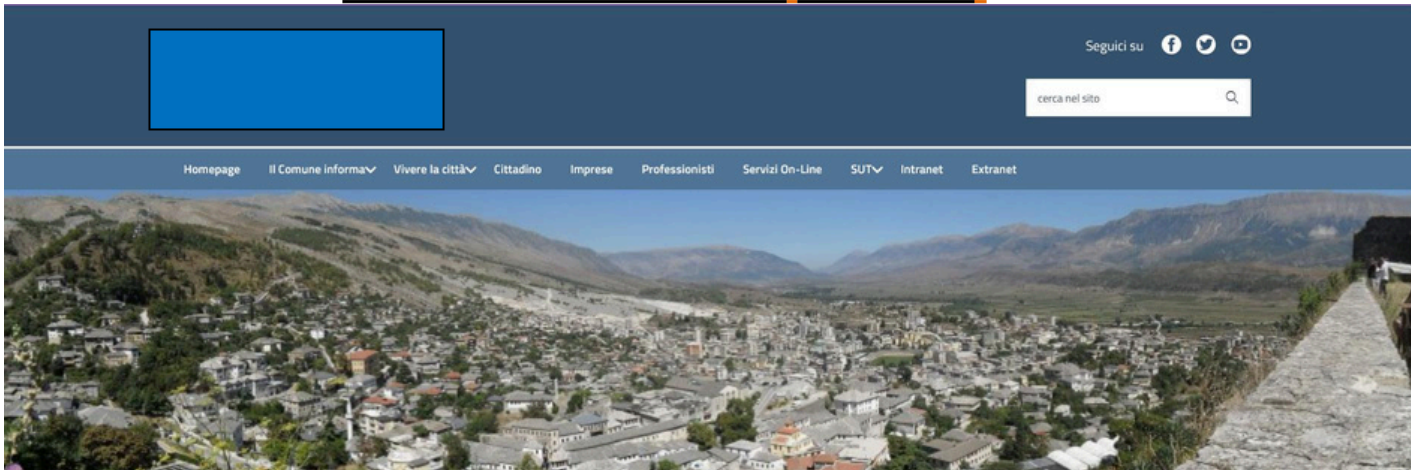 Seguici su
cerca nel sito
Homepage Il Comune informa Vivere la città Cittadino Imprese Professionisti Servizi On-Line SUT Intranet Extranet